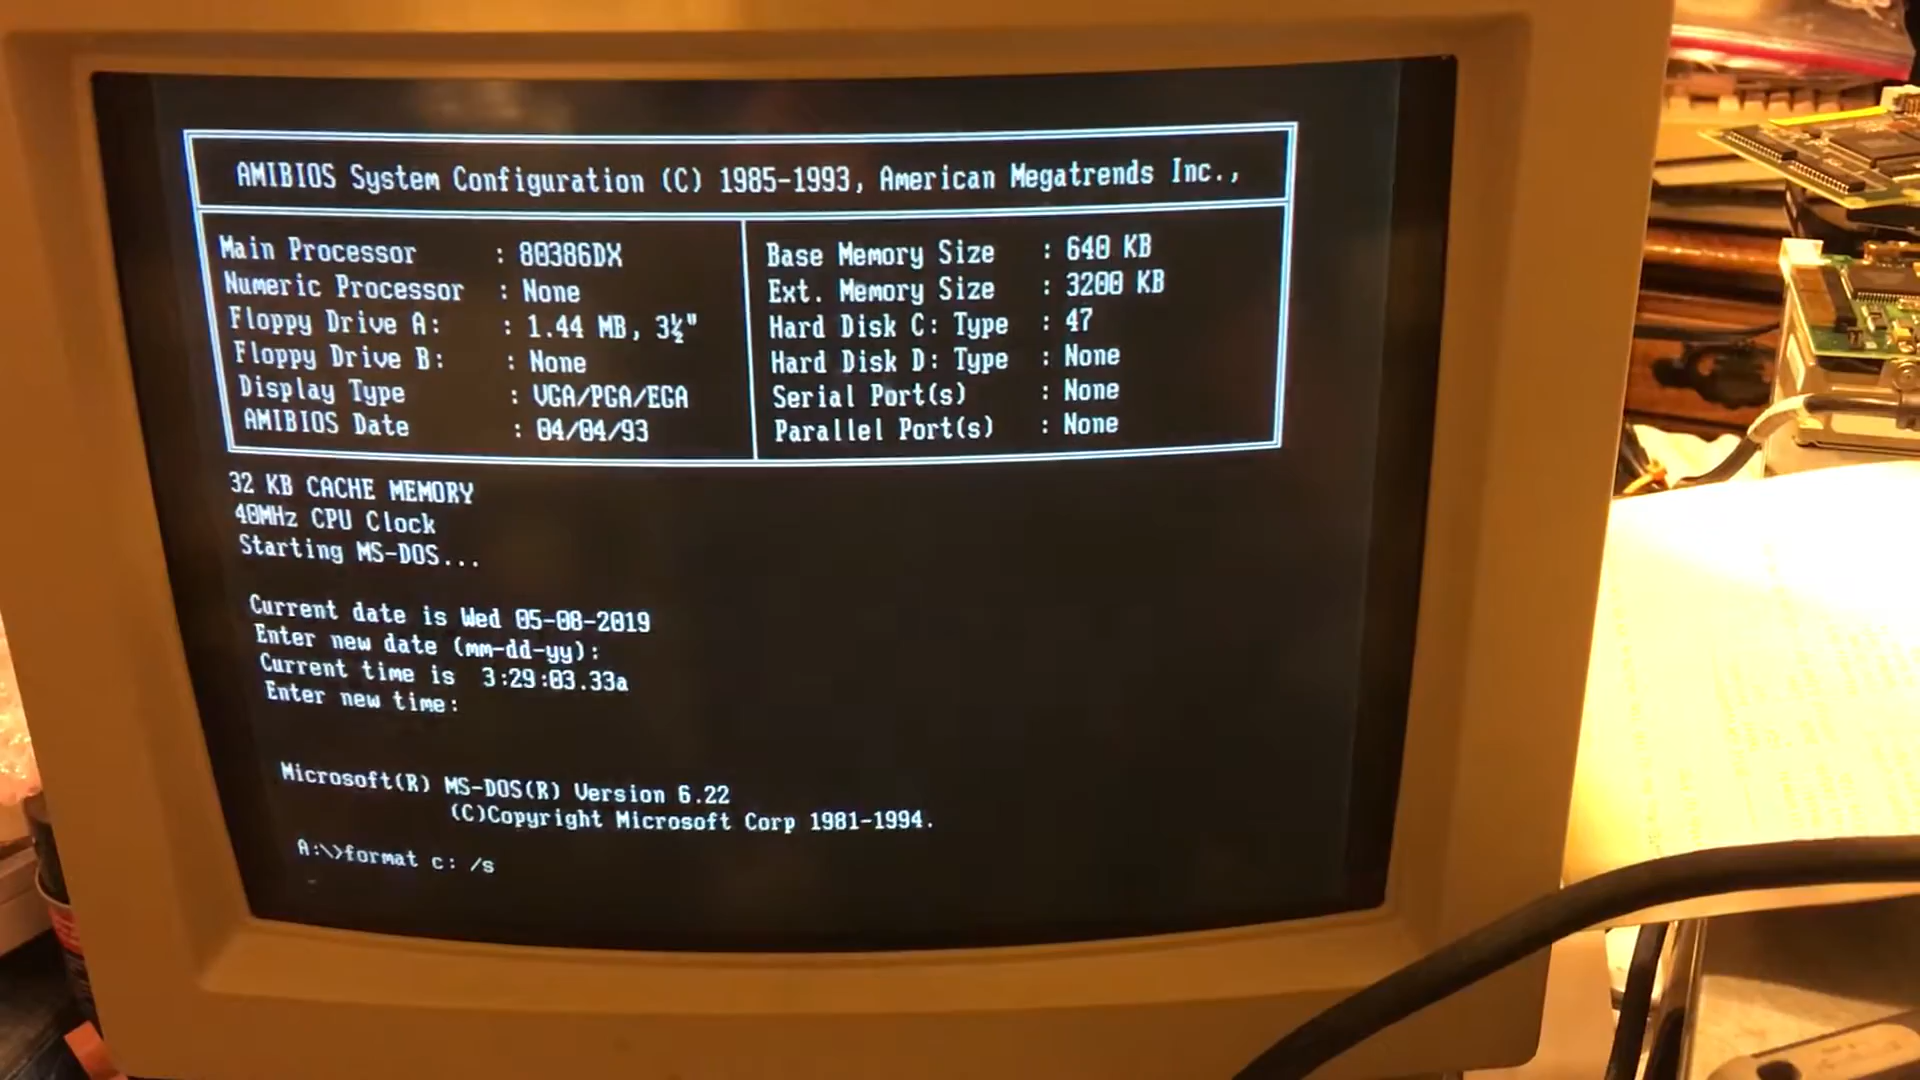 AMIBIOS System Configuration (C) 1985-1993, American Megatrends Inc.,
Main Processor : 80386DX
Numeric Processor : None
Floppy Drive A: : 1.44 MB, 3½"
Floppy Drive B: : None
Display Type : VGA/PGA/EGA
AMIBIOS Date : 04/04/93
Base Memory Size : 640 KB
Ext. Memory Size : 3200 KB
Hard Disk C: Type : 47
Hard Disk D: Type : None
Serial Port(s) : None
Parallel Port(s) : None
32 KB CACHE MEMORY
40MHz CPU Clock
Starting MS-DOS...
Current date is Wed 05-08-2019
Enter new date (mm-dd-yy):
Current time is 3:29:03.33a
Enter new time:
Microsoft(R) MS-DOS(R) Version 6.22
(C)Copyright Microsoft Corp 1981-1994.
A:\>format c: /s